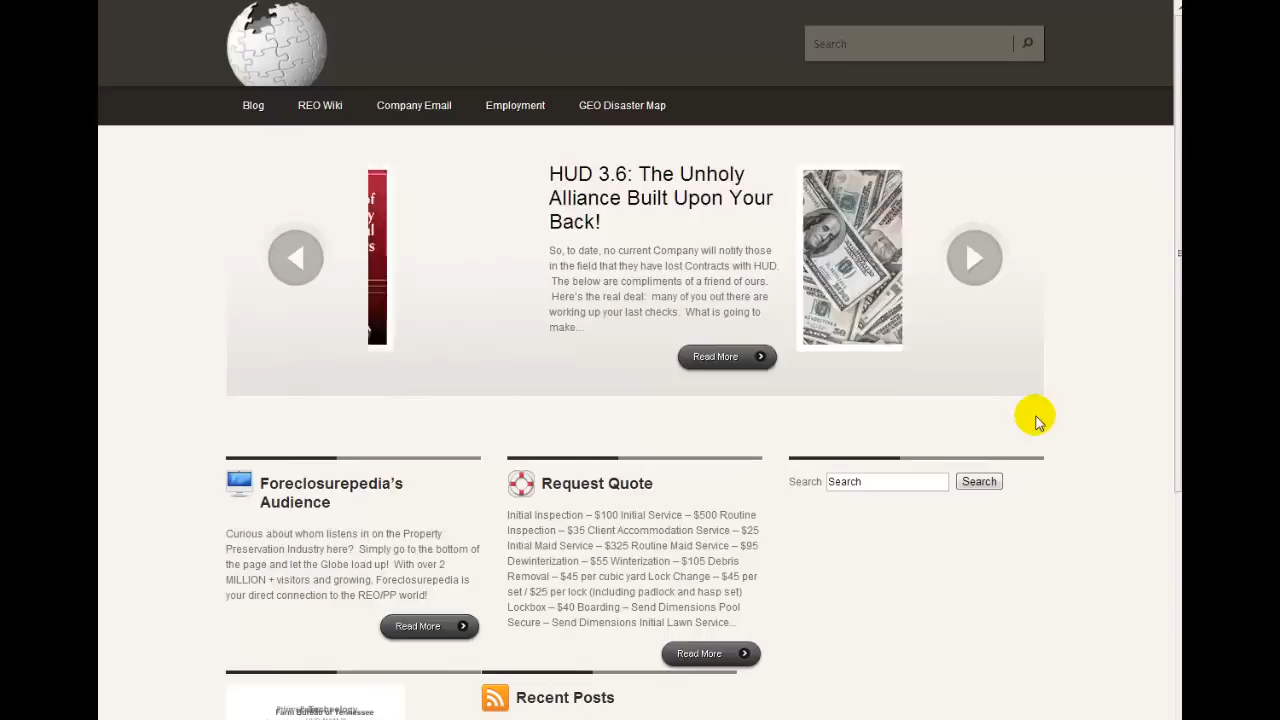 Search
Blog
REO Wiki
Company Email
Employment
GEO Disaster Map
HUD 3.6: The Unholy
Alliance Built Upon Your
Back!
So, to date, no current Company will notify those
in the field that they have lost Contracts with HUD.
The below are compliments of a friend of ours.
Here's the real deal: many of you out there are
working up your last checks. What is going to
make...
Read More
Foreclosurepedia's
Audience
Curious about whom listens in on the Property
Preservation Industry here? Simply go to the bottom of
the page and let the Globe load up! With over 2
MILLION + visitors and growing, Foreclosurepedia is
your direct connection to the REO/PP world!
Read More
Request Quote
Initial Inspection – $100 Initial Service – $500 Routine
Inspection – $35 Client Accommodation Service – $25
Initial Maid Service – $325 Routine Maid Service – $95
Dewinterization – $55 Winterization – $105 Debris
Removal – $45 per cubic yard Lock Change – $45 per
set / $25 per lock (including padlock and hasp set)
Lockbox – $40 Boarding – Send Dimensions Pool
Secure – Send Dimensions Initial Lawn Service...
Read More
Search Search Search
Technology
Farm Bureau of Tennessee
Recent Posts